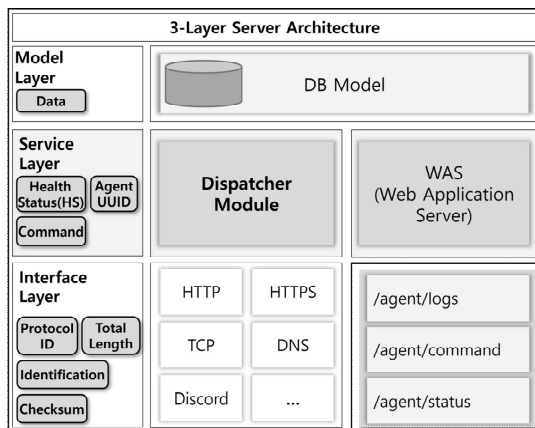 3-Layer Server Architecture
Model
Layer
Data
DB Model
Service
Layer
Health
Status(HS)
Agent
UUID
Command
Dispatcher
Module
WAS
(Web Application
Server)
Interface
Layer
Protocol
ID
Total
Length
Identification
Checksum
HTTP
HTTPS
TCP
DNS
Discord
...
/agent/logs
/agent/command
/agent/status